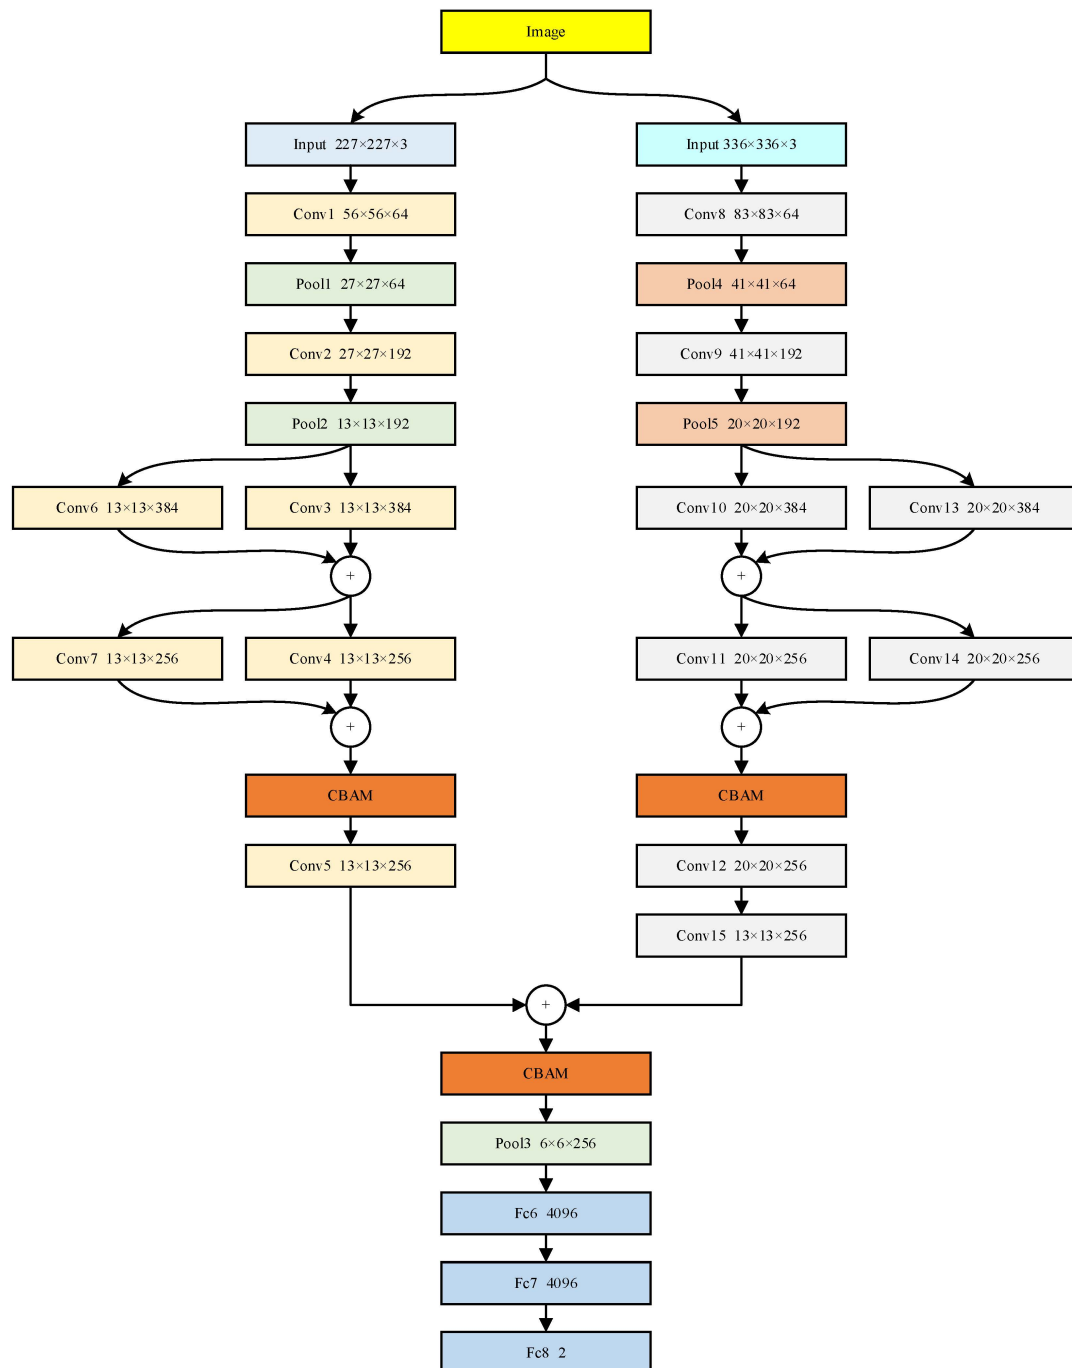 Image
Input 227×227×3
Input 336×336×3
Conv1 56×56×64
Conv8 83×83×64
Pool1 27×27×64
Pool4 41×41×64
Conv2 27×27×192
Conv9 41×41×192
Pool2 13×13×192
Pool5 20×20×192
Conv6 13×13×384
Conv3 13×13×384
Conv10 20×20×384
Conv13 20×20×384
+
+
Conv7 13×13×256
Conv4 13×13×256
Conv11 20×20×256
Conv14 20×20×256
+
+
CBAM
CBAM
Conv5 13×13×256
Conv12 20×20×256
Conv15 13×13×256
+
CBAM
Pool3 6×6×256
Fc6 4096
Fc7 4096
Fc8 2